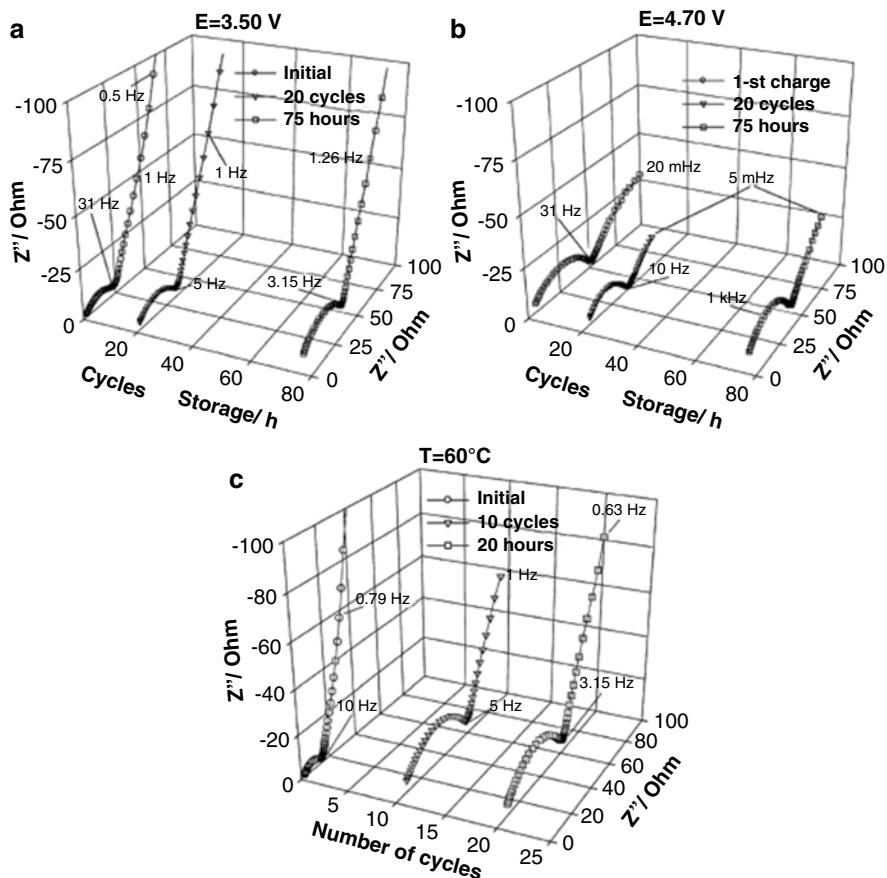 a
E=3.50 V
Initial
20 cycles
75 hours
-100
-75
-50
-25
0
Z”/ Ohm
0.5 Hz
1 Hz
31 Hz
1 Hz
5 Hz
1.26 Hz
3.15 Hz
20
40
60
80
Cycles
Storage/ h
0
25
50
75
100
Z”/ Ohm
b
E=4.70 V
1-st charge
20 cycles
75 hours
-100
-75
-50
-25
0
Z”/ Ohm
20 mHz
5 mHz
31 Hz
10 Hz
1 kHz
20
40
60
80
Cycles
Storage/ h
0
25
50
75
100
Z”/ Ohm
c
T=60°C
Initial
10 cycles
20 hours
-100
-80
-60
-40
-20
0
Z”/ Ohm
0.79 Hz
10 Hz
1 Hz
5 Hz
0.63 Hz
3.15 Hz
5
10
15
20
25
Number of cycles
0
20
40
60
80
100
Z”/ Ohm